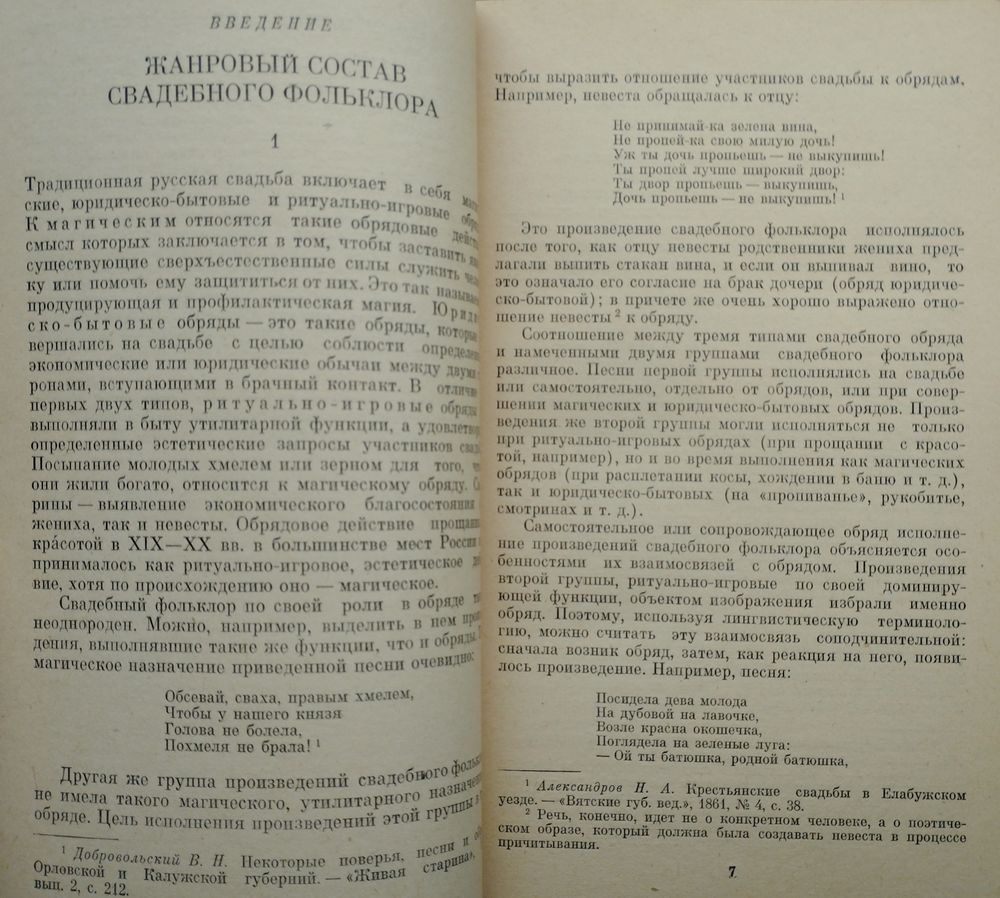 ВВЕДЕНИЕ
ЖАНРОВЫЙ СОСТАВ
СВАДЕБНОГО ФОЛЬКЛОРА
1
Традиционная русская свадьба включает в себя маги-
ские, юридическо-бытовые и ритуально-игровые обря
К магическим относятся такие обрядовые дейст
смысл которых заключается в том, чтобы заставить
существующие сверхъестественные силы служить чело
ку или помочь ему защититься от них. Это так называе
продуцирующая и профилактическая магия. Юриди
ско-бытовые обряды — это такие обряды, которые
вершались на свадьбе с целью соблюсти определен
экономические или юридические обычаи между двумя
ронами, вступающими в брачный контакт. В отличие
первых двух типов, ритуально-игровые обряды
выполняли в быту утилитарной функции, а удовлетво
определенные эстетические запросы участников свад
Посыпание молодых хмелем или зерном для того,
они жили богато, относится к магическому обряду.
рины — выявление экономического благосостояния
жениха, так и невесты. Обрядовое действие прощани
кра́сотой в XIX—XX вв. в большинстве мест России
принималось как ритуально-игровое, эстетическое
вие, хотя по происхождению оно — магическое.
Свадебный фольклор по своей роли в обряде
неоднороден. Можно, например, выделить в нем прои
дения, выполнявшие такие же функции, что и обряды.
магическое назначение приведенной песни очевидно:
Обсевай, сваха, правым хмелем,
Чтобы у нашего князя
Голова не болела,
Похмеля не брала! 1
Другая же группа произведений свадебного фольк
не имела такого магического, утилитарного назначен
обряде. Цель исполнения произведений этой группы
1 Добровольский В. Н. Некоторые поверья, песни и
Орловской и Калужской губерний. — «Живая старина»,
вып. 2, с. 212.
чтобы выразить отношение участников свадьбы к обрядам.
Например, невеста обращалась к отцу:
Не принимай-ка зелена вина,
Не пропей-ка свою милую дочь!
Уж ты дочь пропьешь — не выкупишь!
Ты пропей лучше широкий двор:
Ты двор пропьешь — выкупишь,
Дочь пропьешь — не выкупишь! 1
Это произведение свадебного фольклора исполнялось
после того, как отцу невесты родственники жениха пред-
лагали выпить стакан вина, и если он выпивал вино, то
это означало его согласие на брак дочери (обряд юридиче-
ско-бытовой); в причете же очень хорошо выражено отно-
шение невесты 2 к обряду.
Соотношение между тремя типами свадебного обряда
и намеченными двумя группами свадебного фольклора
различное. Песни первой группы исполнялись на свадьбе
или самостоятельно, отдельно от обрядов, или при совер-
шении магических и юридическо-бытовых обрядов. Произ-
ведения же второй группы могли исполняться не только
при ритуально-игровых обрядах (при прощании с красо-
той, например), но и во время выполнения как магических
обрядов (при расплетании косы, хождении в баню и т. д.),
так и юридическо-бытовых (на «пропиванье», рукобитье,
смотринах и т. д.).
Самостоятельное или сопровождающее обряд исполне-
ние произведений свадебного фольклора объясняется осо-
бенностями их взаимосвязей с обрядом. Произведения
второй группы, ритуально-игровые по своей доминиру-
ющей функции, объектом изображения избрали именно
обряд. Поэтому, используя лингвистическую терминоло-
гию, можно считать эту взаимосвязь соподчинительной:
сначала возник обряд, затем, как реакция на него, появи-
лось произведение. Например, песня:
Посидела дева молода
На дубовой на лавочке,
Возле красна окошечка,
Поглядела на зеленые луга:
— Ой ты батюшка, родной батюшка,
1 Александров Н. А. Крестьянские свадьбы в Елабужском
уезде. — «Вятские губ. вед.», 1861, № 4, с. 38.
2 Речь, конечно, идет не о конкретном человеке, а о поэтиче-
ском образе, который должна была создавать невеста в процессе
причитывания.
7